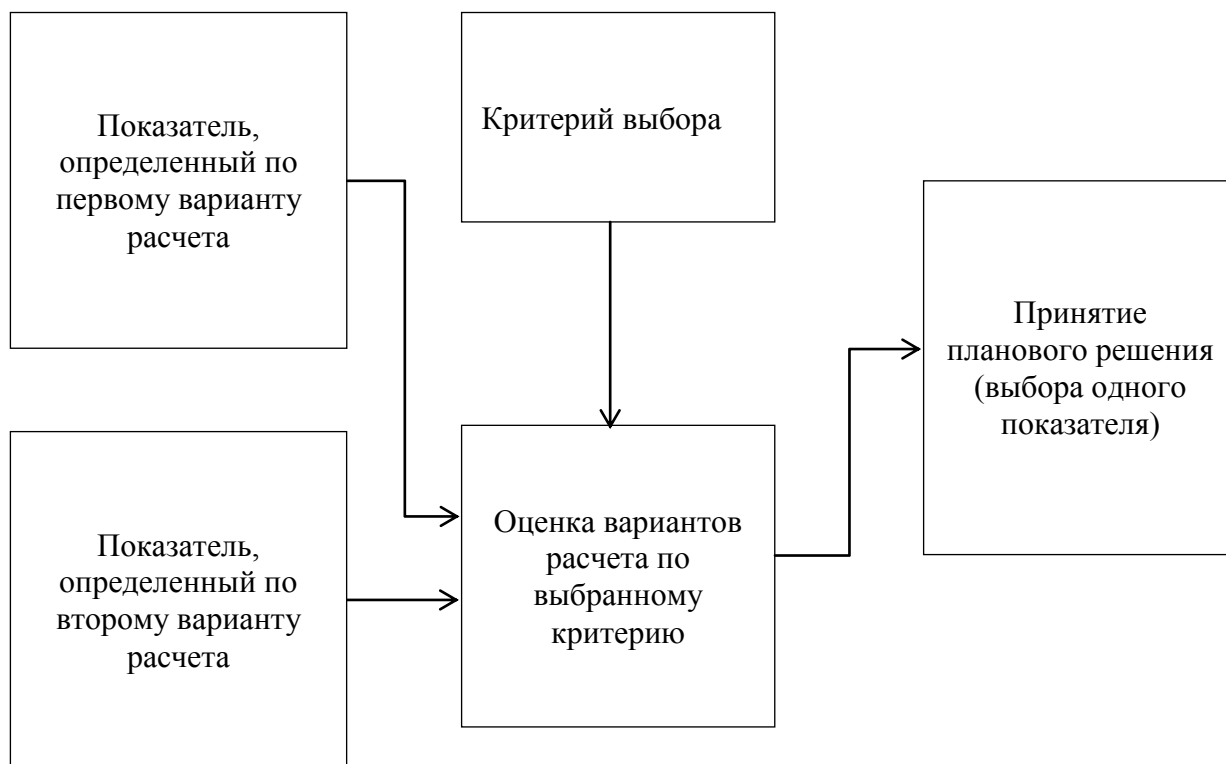 Показатель,
определенный по
первому варианту
расчета
Критерий выбора
Принятие
планового решения
(выбора одного
показателя)
Показатель,
определенный по
второму варианту
расчета
Оценка вариантов
расчета по
выбранному
критерию